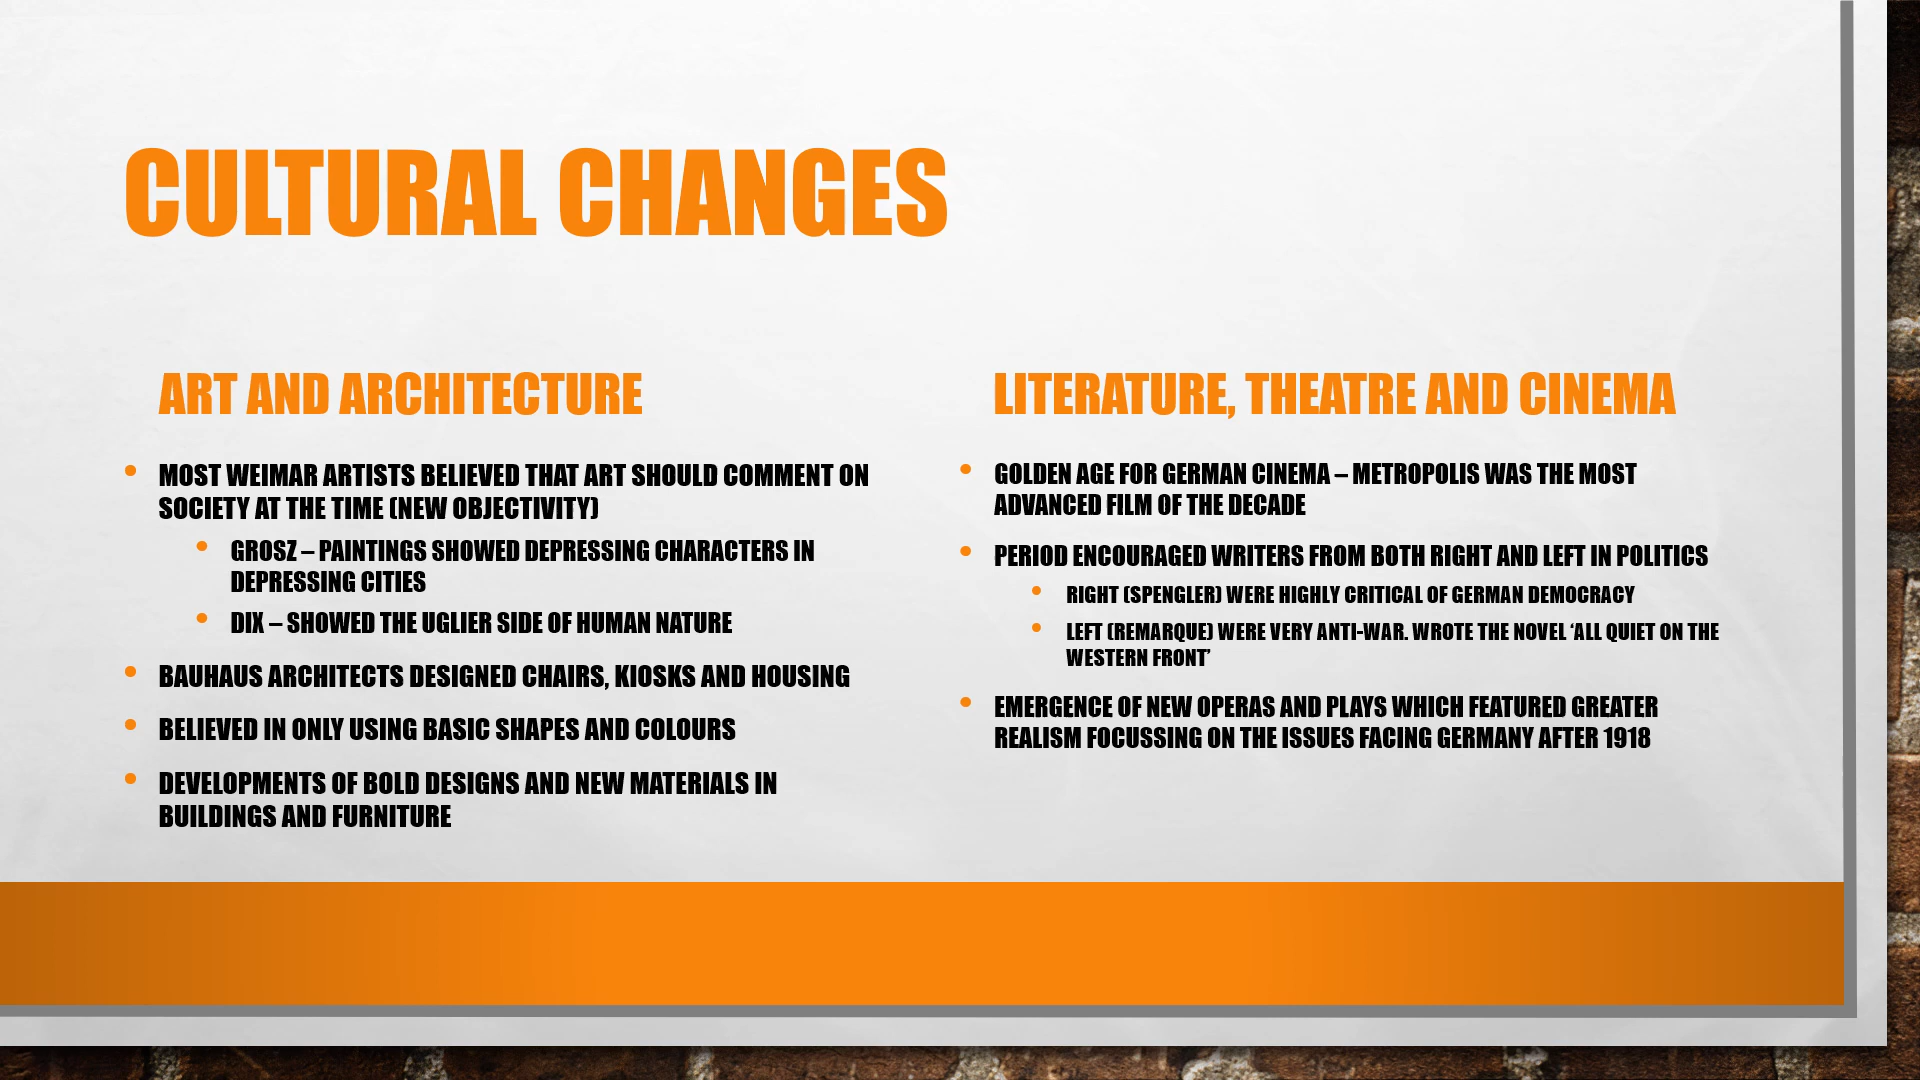 CULTURAL CHANGES
ART AND ARCHITECTURE
• MOST WEIMAR ARTISTS BELIEVED THAT ART SHOULD COMMENT ON
SOCIETY AT THE TIME (NEW OBJECTIVITY)
• GROSZ – PAINTINGS SHOWED DEPRESSING CHARACTERS IN
DEPRESSING CITIES
• DIX – SHOWED THE UGLIER SIDE OF HUMAN NATURE
• BAUHAUS ARCHITECTS DESIGNED CHAIRS, KIOSKS AND HOUSING
• BELIEVED IN ONLY USING BASIC SHAPES AND COLOURS
• DEVELOPMENTS OF BOLD DESIGNS AND NEW MATERIALS IN
BUILDINGS AND FURNITURE
LITERATURE, THEATRE AND CINEMA
• GOLDEN AGE FOR GERMAN CINEMA – METROPOLIS WAS THE MOST
ADVANCED FILM OF THE DECADE
• PERIOD ENCOURAGED WRITERS FROM BOTH RIGHT AND LEFT IN POLITICS
• RIGHT (SPENGLER) WERE HIGHLY CRITICAL OF GERMAN DEMOCRACY
• LEFT (REMARQUE) WERE VERY ANTI-WAR. WROTE THE NOVEL ‘ALL QUIET ON THE
WESTERN FRONT’
• EMERGENCE OF NEW OPERAS AND PLAYS WHICH FEATURED GREATER
REALISM FOCUSSING ON THE ISSUES FACING GERMANY AFTER 1918